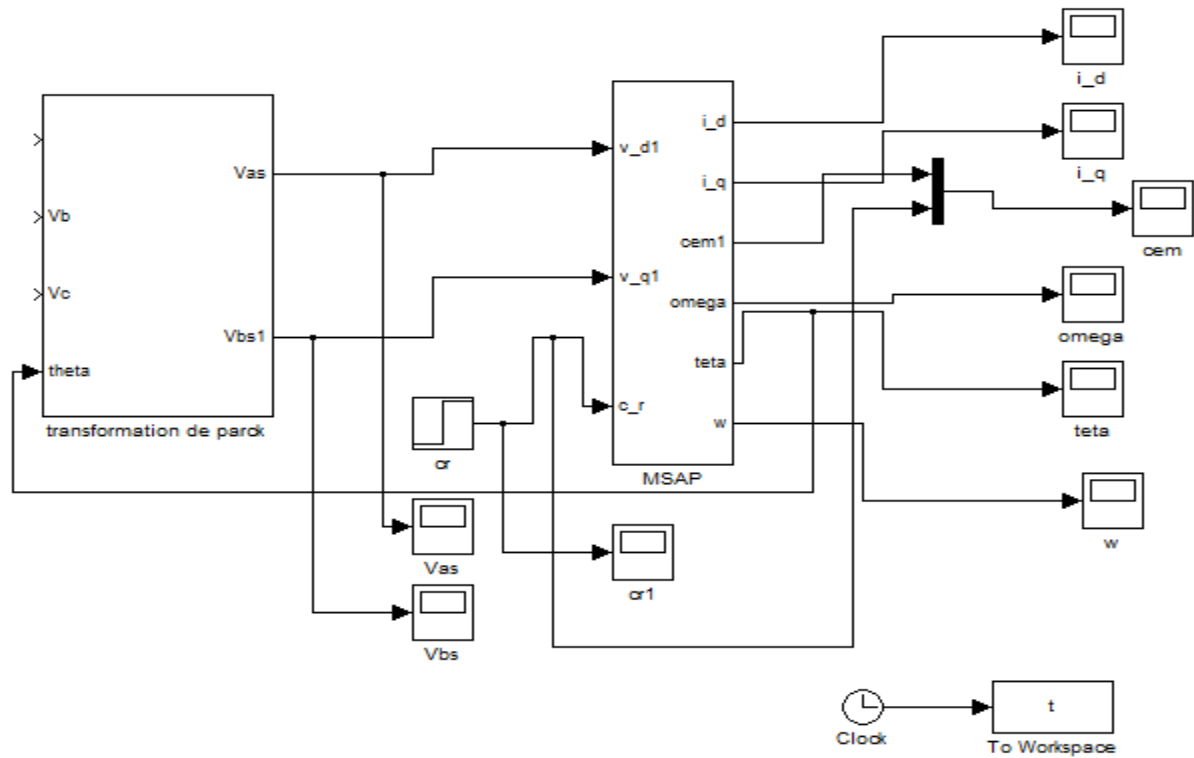 Vas
Vb
Vc
Vbs1
theta
transformation de parck
v_d1
v_q1
c_r
i_d
i_q
cem1
omega
teta
w
MSAP
i_d
i_q
cem
omega
teta
w
cr
Vas
Vbs
cr1
Clock
t
To Workspace